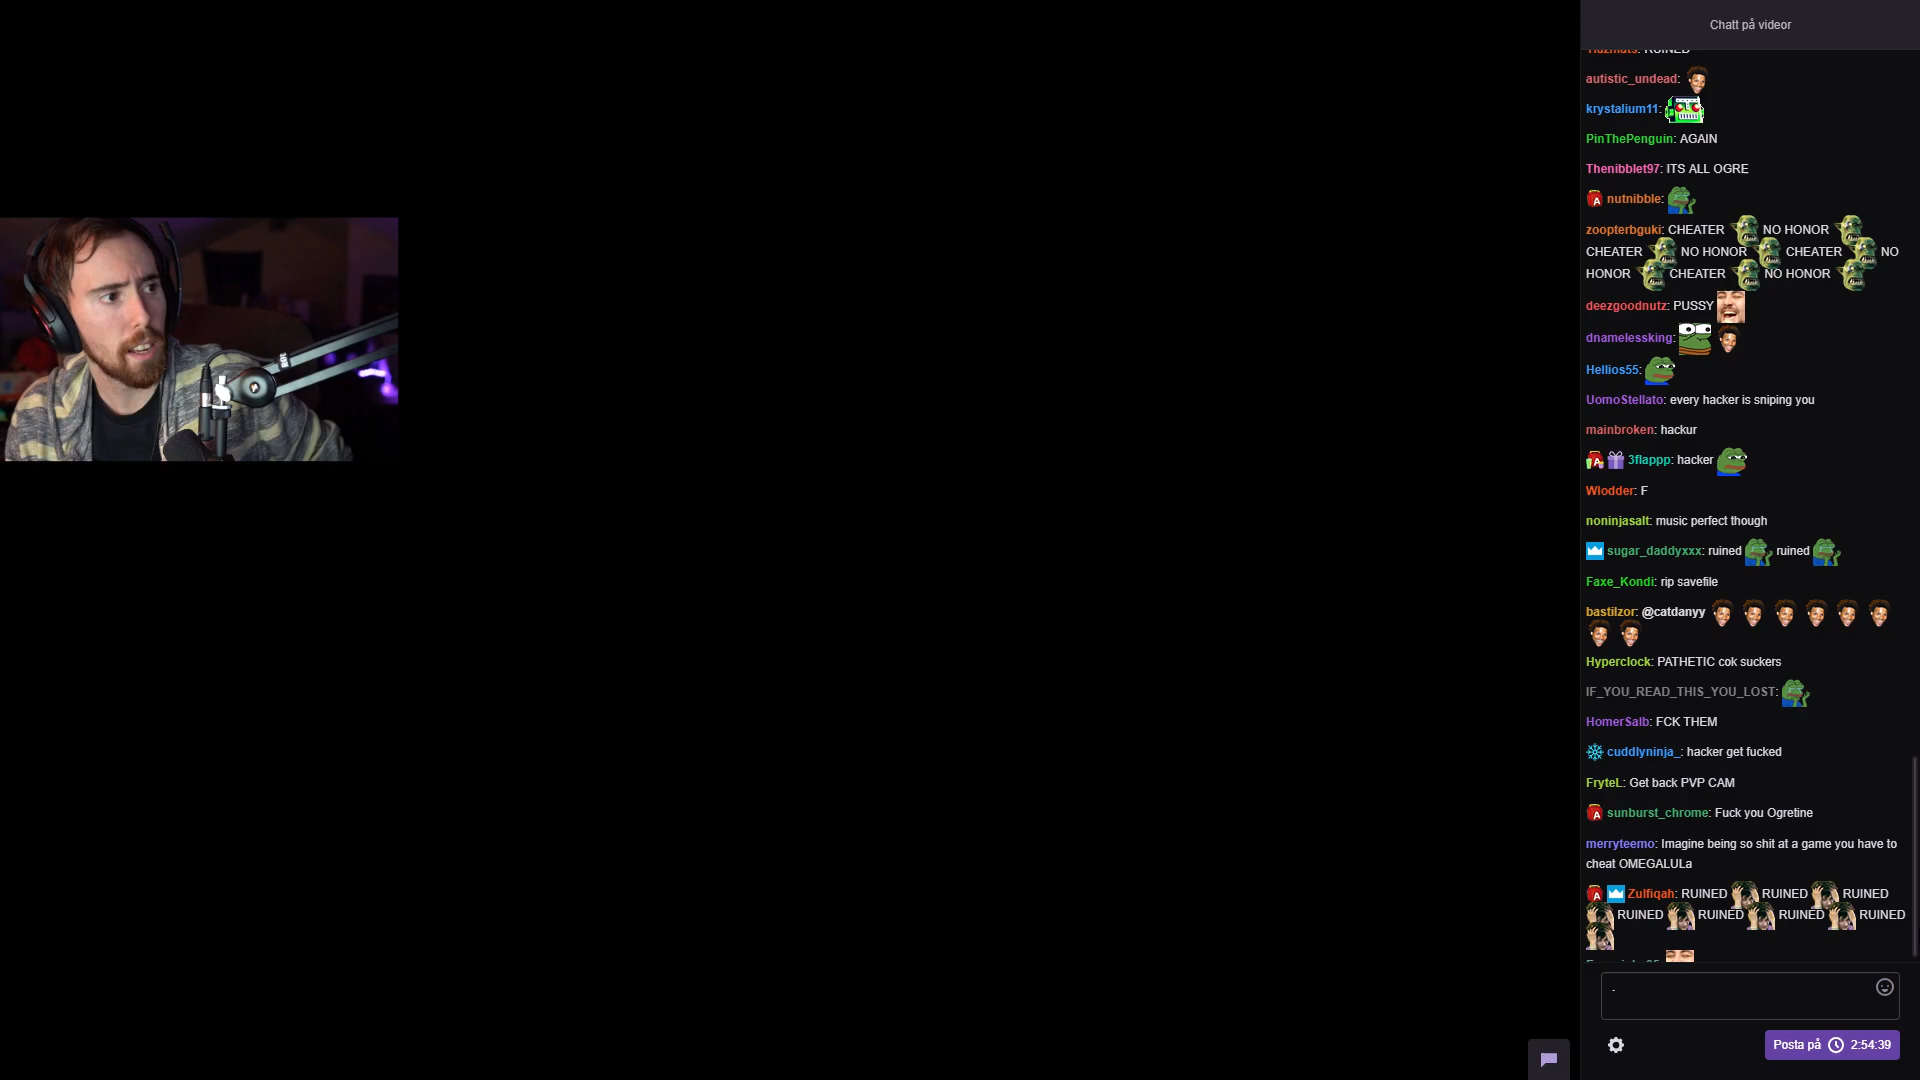 Chatt på videor
autistic_undead:
krystalium11:
PinThePenguin: AGAIN
Thenibblet97: ITS ALL OGRE
nutnibble:
zoopterbguki: CHEATER NO HONOR
CHEATER NO HONOR CHEATER NO
HONOR CHEATER NO HONOR
deezgoodnutz: PUSSY
dnamelessking:
Hellios55:
UomoStellato: every hacker is sniping you
mainbroken: hackur
3flappp: hacker
Wlodder: F
noninjasalt: music perfect though
sugar_daddyxxx: ruined ruined
Faxe_Kondi: rip savefile
bastilzor: @catdanyy
Hyperclock: PATHETIC cok suckers
IF_YOU_READ_THIS_YOU_LOST:
HomerSalb: FCK THEM
cuddlyninja_: hacker get fucked
FryteL: Get back PVP CAM
sunburst_chrome: Fuck you Ogretine
merryteemo: Imagine being so shit at a game you have to
cheat OMEGALULa
Zulfiqah: RUINED RUINED RUINED
RUINED RUINED RUINED RUINED
-
Posta på 2:54:39